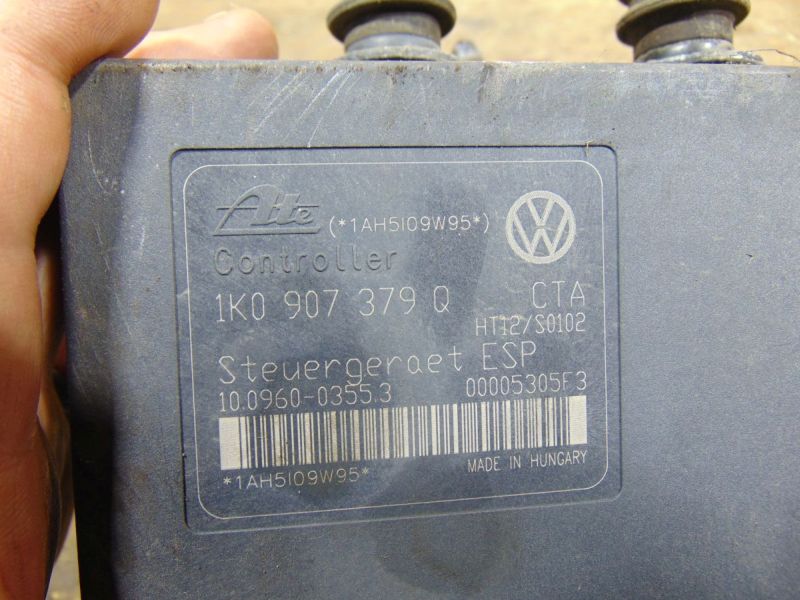 Ate (*1AH5I09W95*) VW
Controller
1K0 907 379 Q CTA
HT12/S0102
Steuergeraet ESP
10.0960-0355.3 00005305F3
*1AH5I09W95* MADE IN HUNGARY